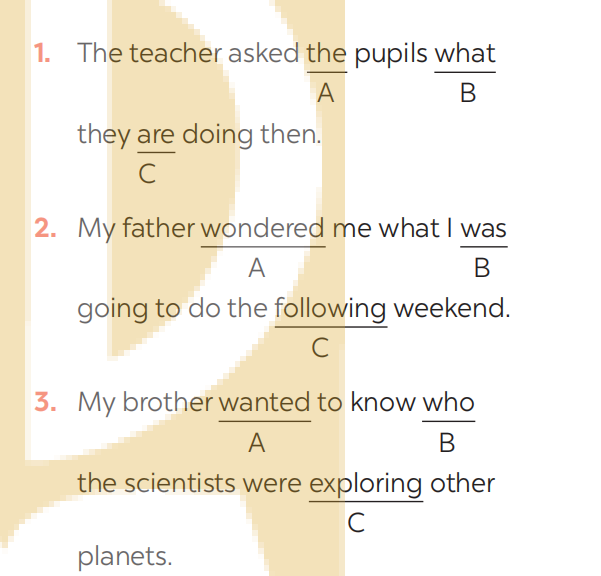 1. The teacher asked the pupils what
A B
they are doing then.
C
2. My father wondered me what I was
A B
going to do the following weekend.
C
3. My brother wanted to know who
A B
the scientists were exploring other
C
planets.